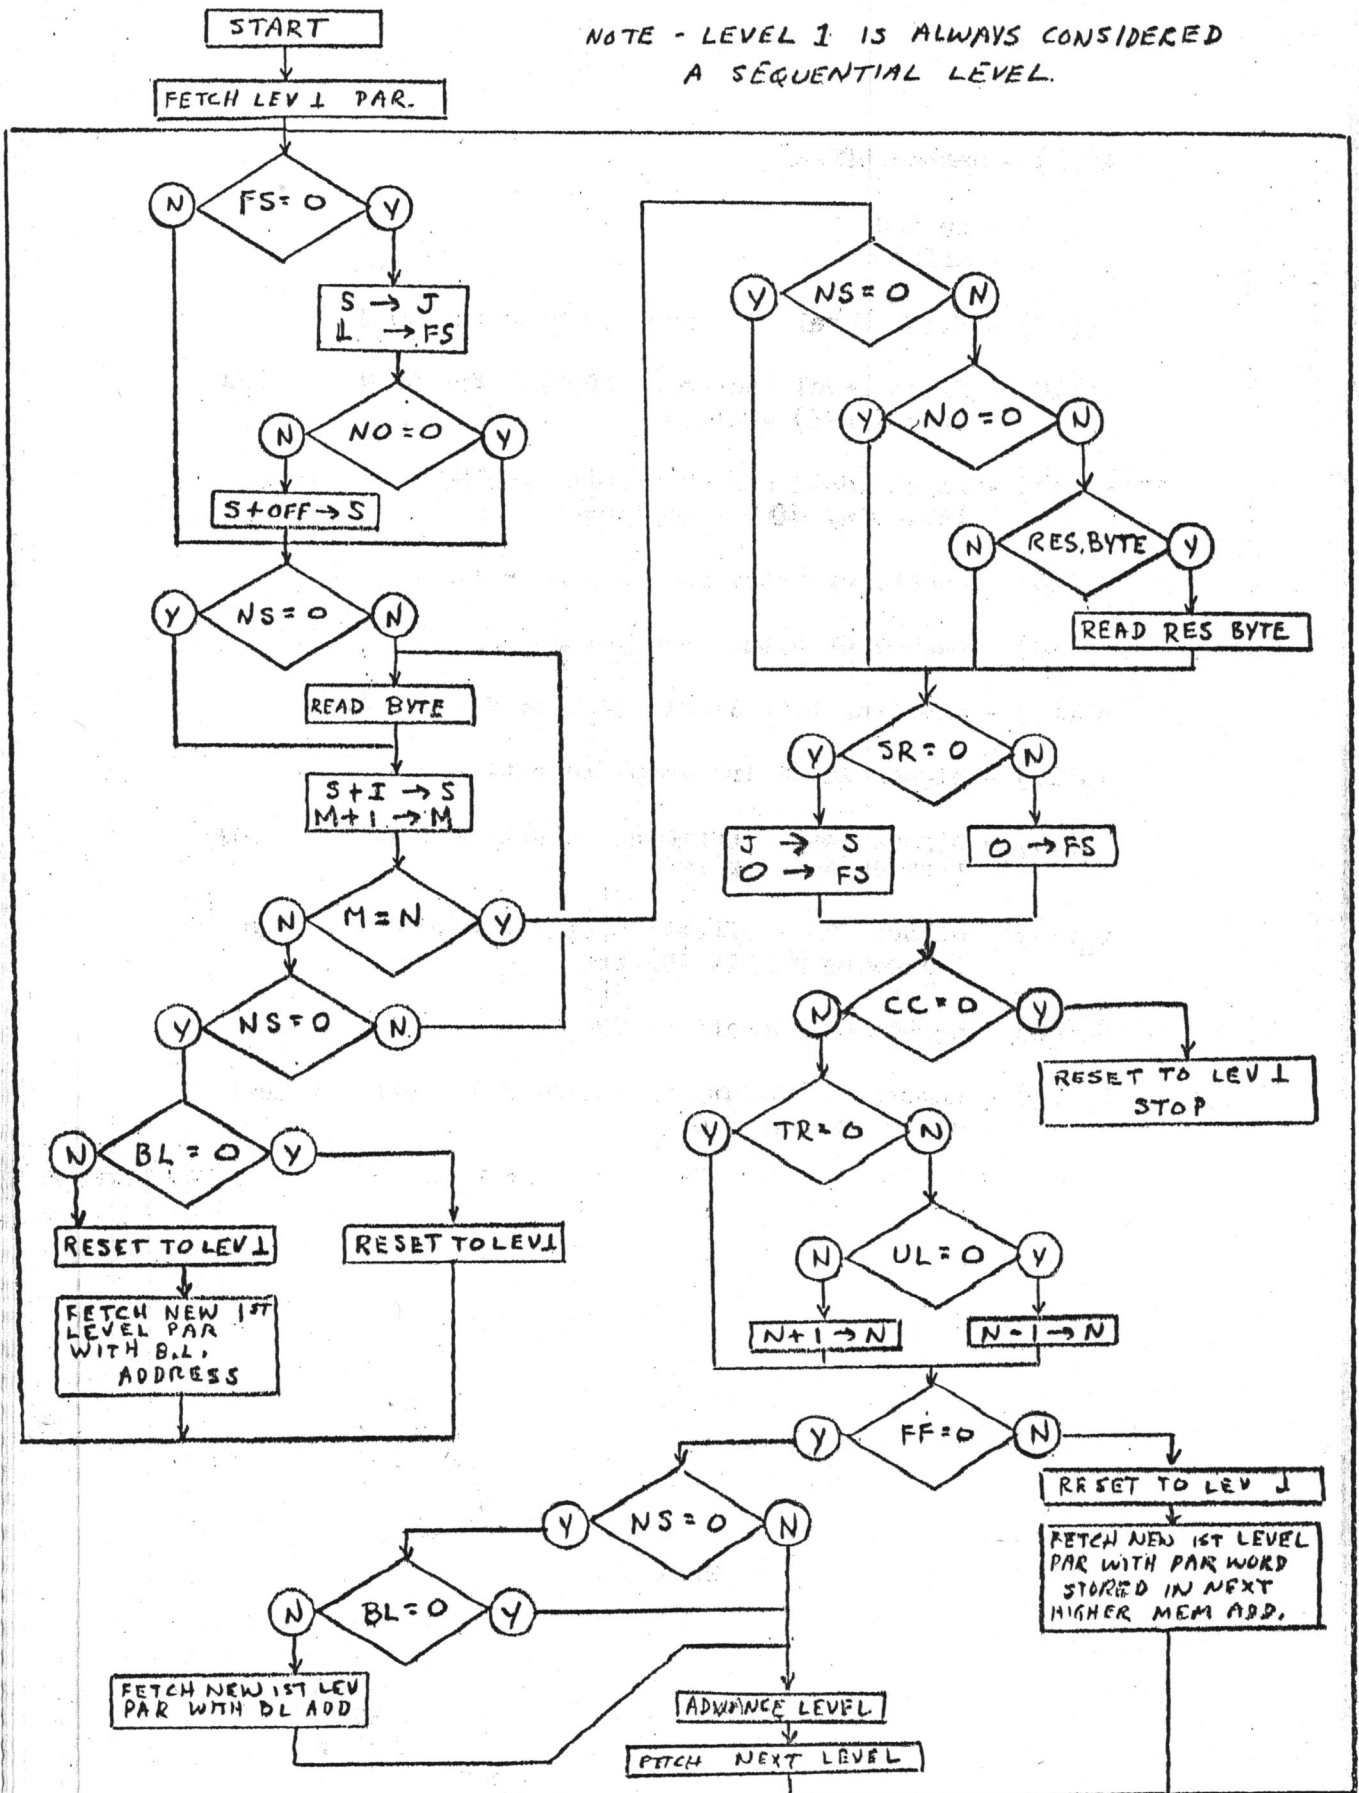 START
NOTE - LEVEL 1 IS ALWAYS CONSIDERED
A SEQUENTIAL LEVEL.
FETCH LEV 1 PAR.
N
FS = 0
Y
S → J
1 → FS
N
NO = 0
Y
S + OFF → S
Y
NS = 0
N
READ BYTE
S + I → S
M + 1 → M
N
M = N
Y
Y
NS = 0
N
N
BL = 0
Y
RESET TO LEV 1
RESET TO LEV 1
FETCH NEW 1ST
LEVEL PAR
WITH B.L.
ADDRESS
Y
NS = 0
N
Y
NO = 0
N
N
RES. BYTE
Y
READ RES BYTE
Y
SR = 0
N
J → S
O → FS
O → FS
N
CC = 0
Y
RESET TO LEV 1
STOP
Y
TR = 0
N
N
UL = 0
Y
N + 1 → N
N - 1 → N
Y
FF = 0
N
RESET TO LEV 1
FETCH NEW 1ST LEVEL
PAR WITH PAR WORD
STORED IN NEXT
HIGHER MEM ADD.
Y
NS = 0
N
N
BL = 0
Y
FETCH NEW 1ST LEV
PAR WITH BL ADD
ADVANCE LEVEL
FETCH NEXT LEVEL